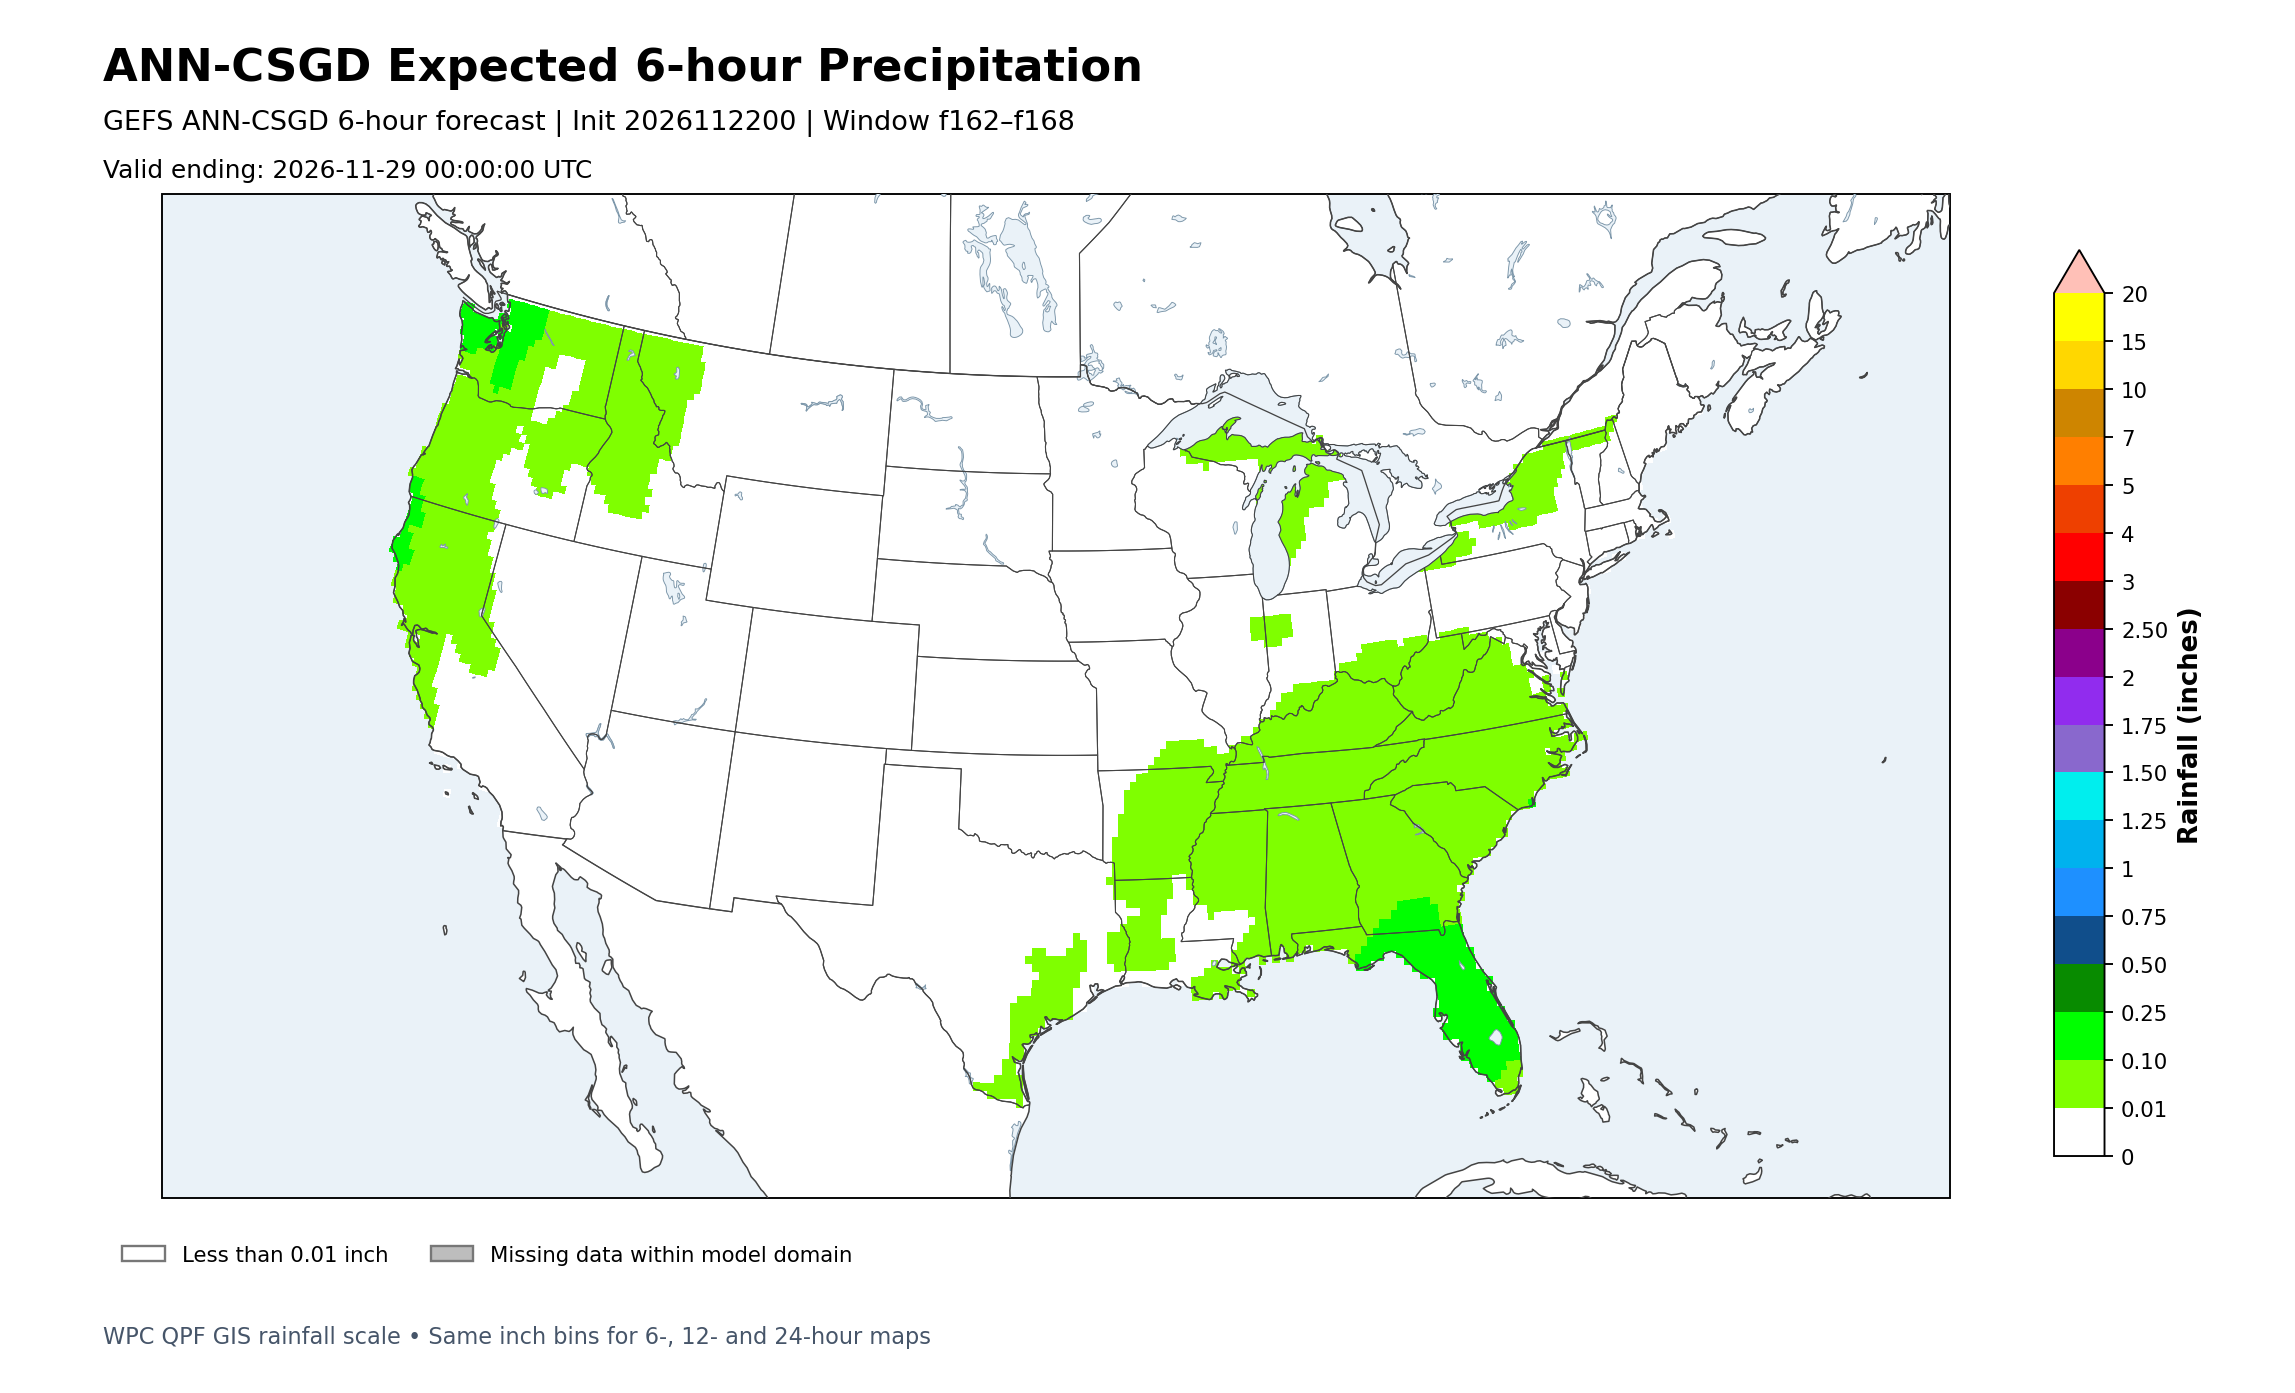 ANN-CSGD Expected 6-hour Precipitation
GEFS ANN-CSGD 6-hour forecast | Init 2026112200 | Window f162–f168
Valid ending: 2026-11-29 00:00:00 UTC
20
15
10
7
5
4
3
2.50
2
1.75
1.50
1.25
1
0.75
0.50
0.25
0.10
0.01
0
Rainfall (inches)
Less than 0.01 inch
Missing data within model domain
WPC QPF GIS rainfall scale • Same inch bins for 6-, 12- and 24-hour maps